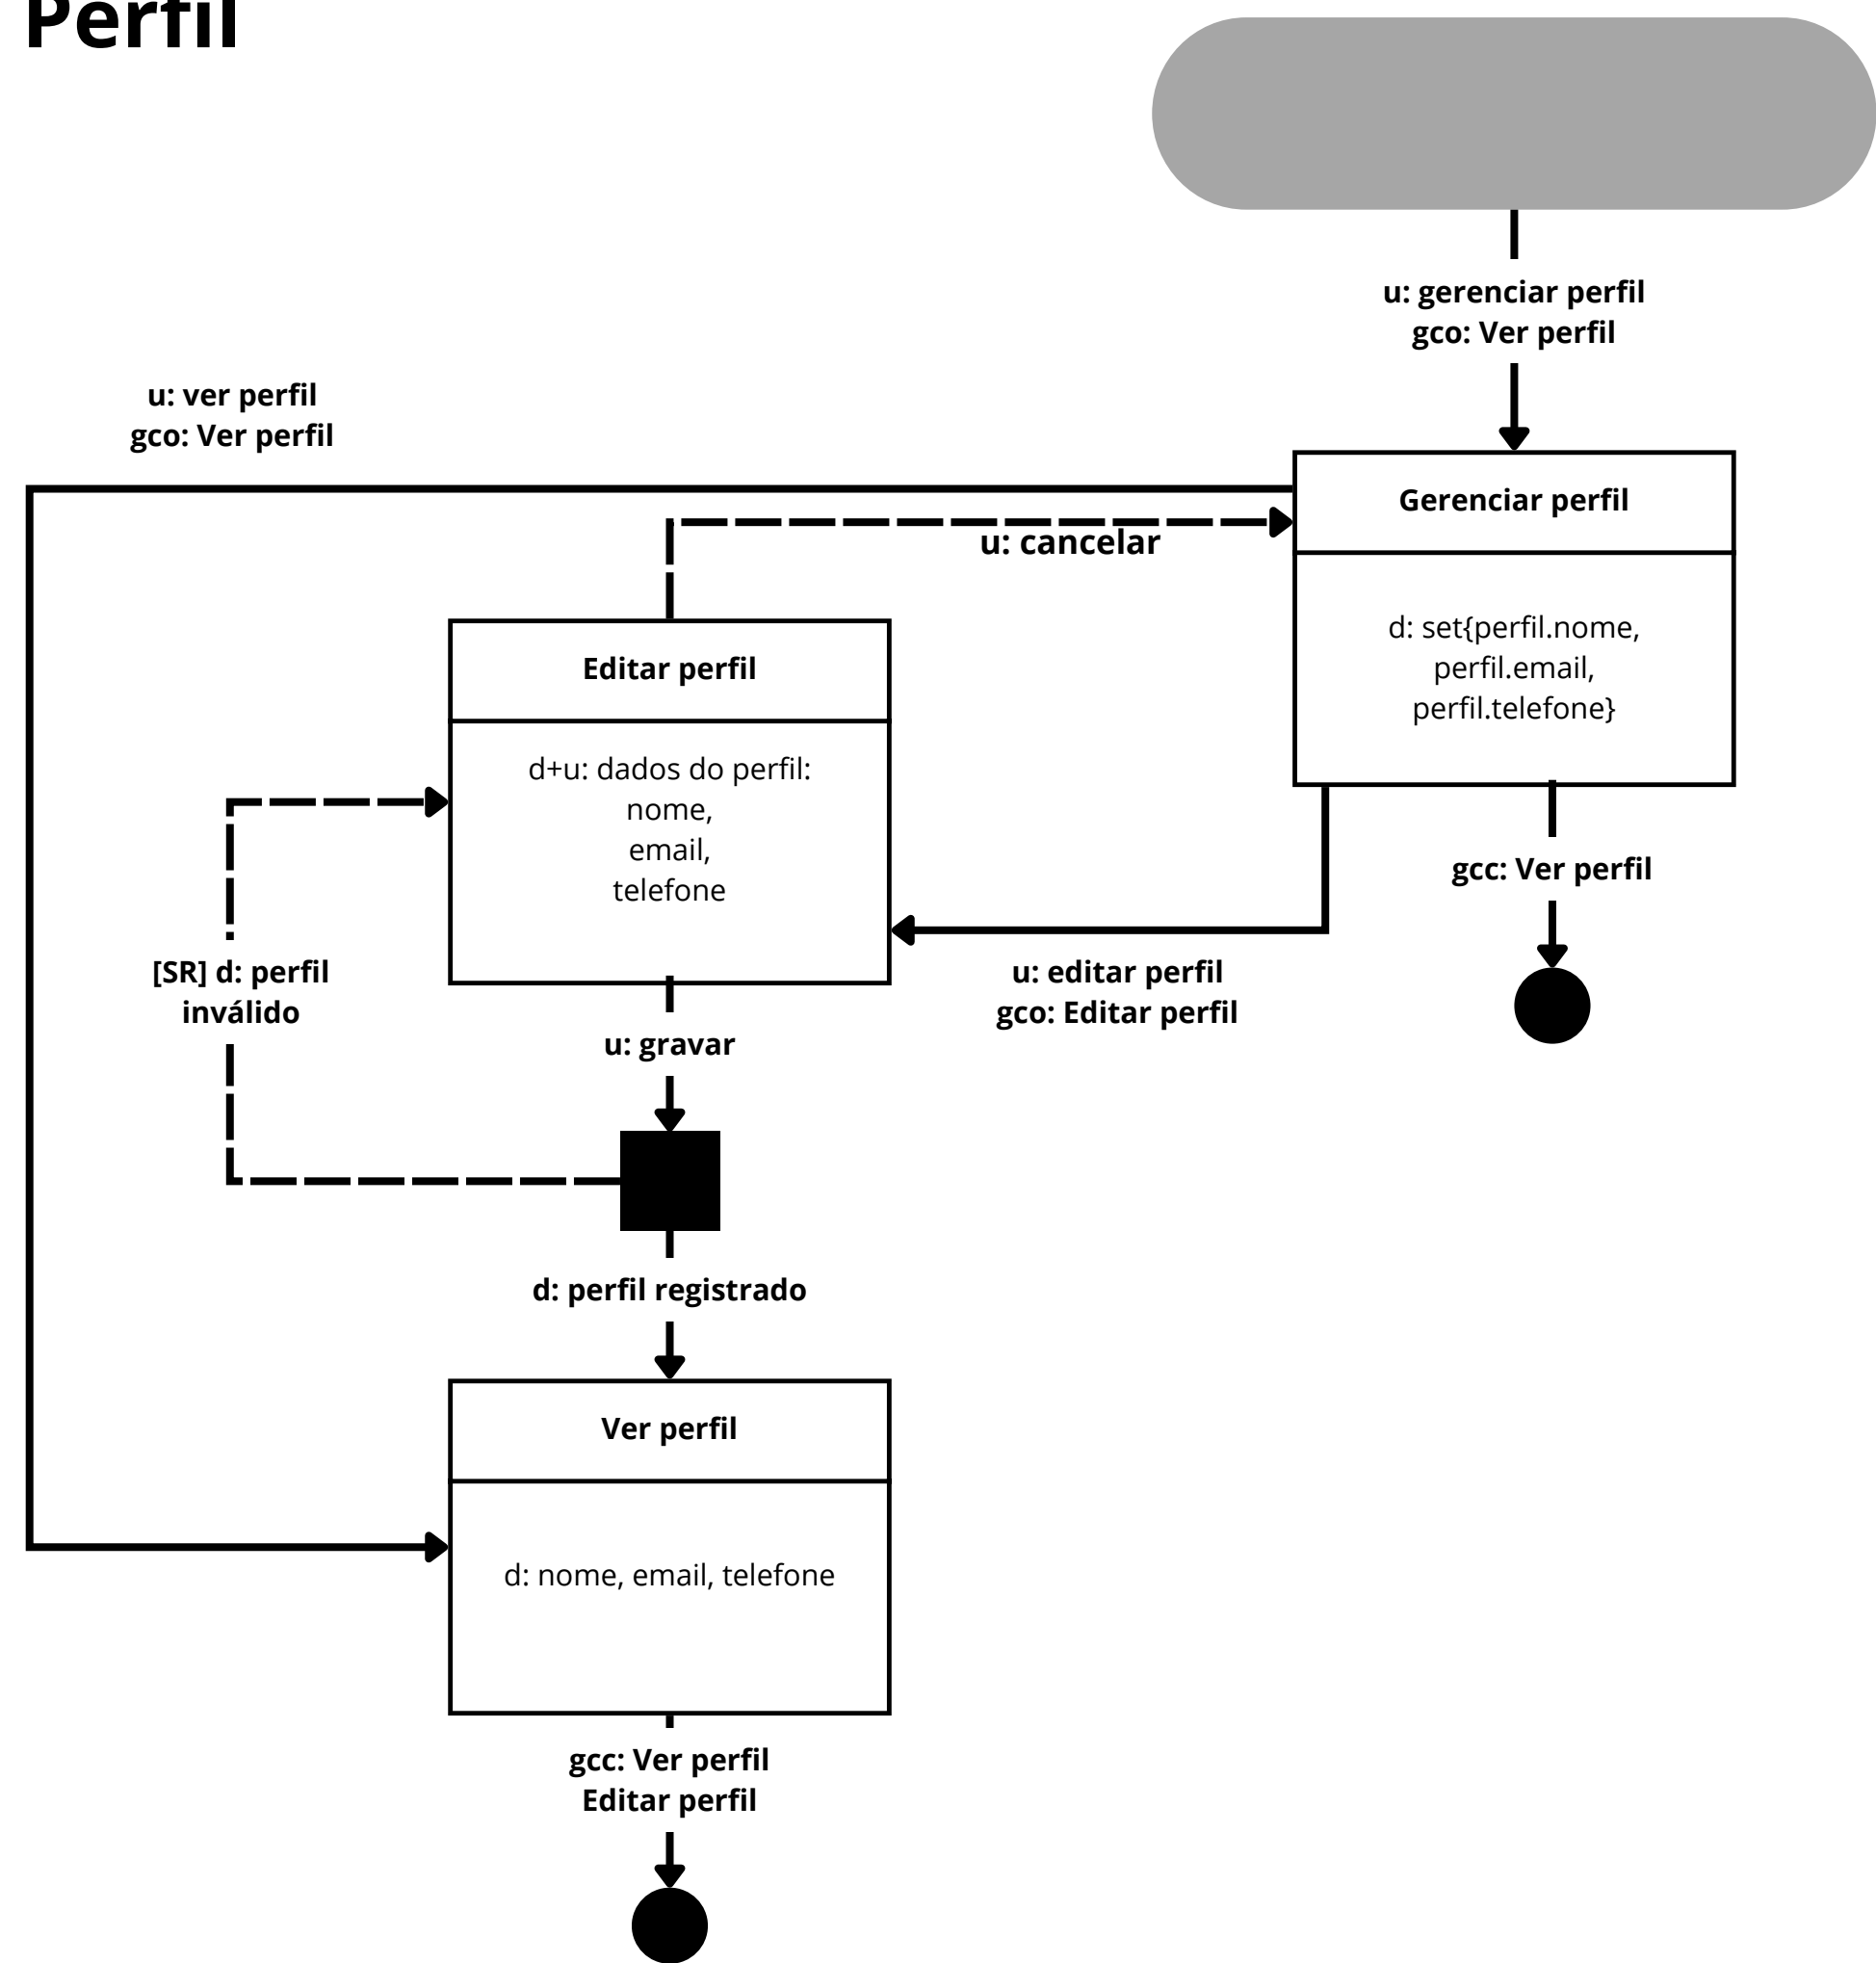 Perfil
u: gerenciar perfil
gco: Ver perfil
u: ver perfil
gco: Ver perfil
Gerenciar perfil
u: cancelar
d: set{perfil.nome,
perfil.email,
perfil.telefone}
Editar perfil
d+u: dados do perfil:
nome,
email,
telefone
gcc: Ver perfil
[SR] d: perfil
inválido
u: editar perfil
gco: Editar perfil
u: gravar
d: perfil registrado
Ver perfil
d: nome, email, telefone
gcc: Ver perfil
Editar perfil